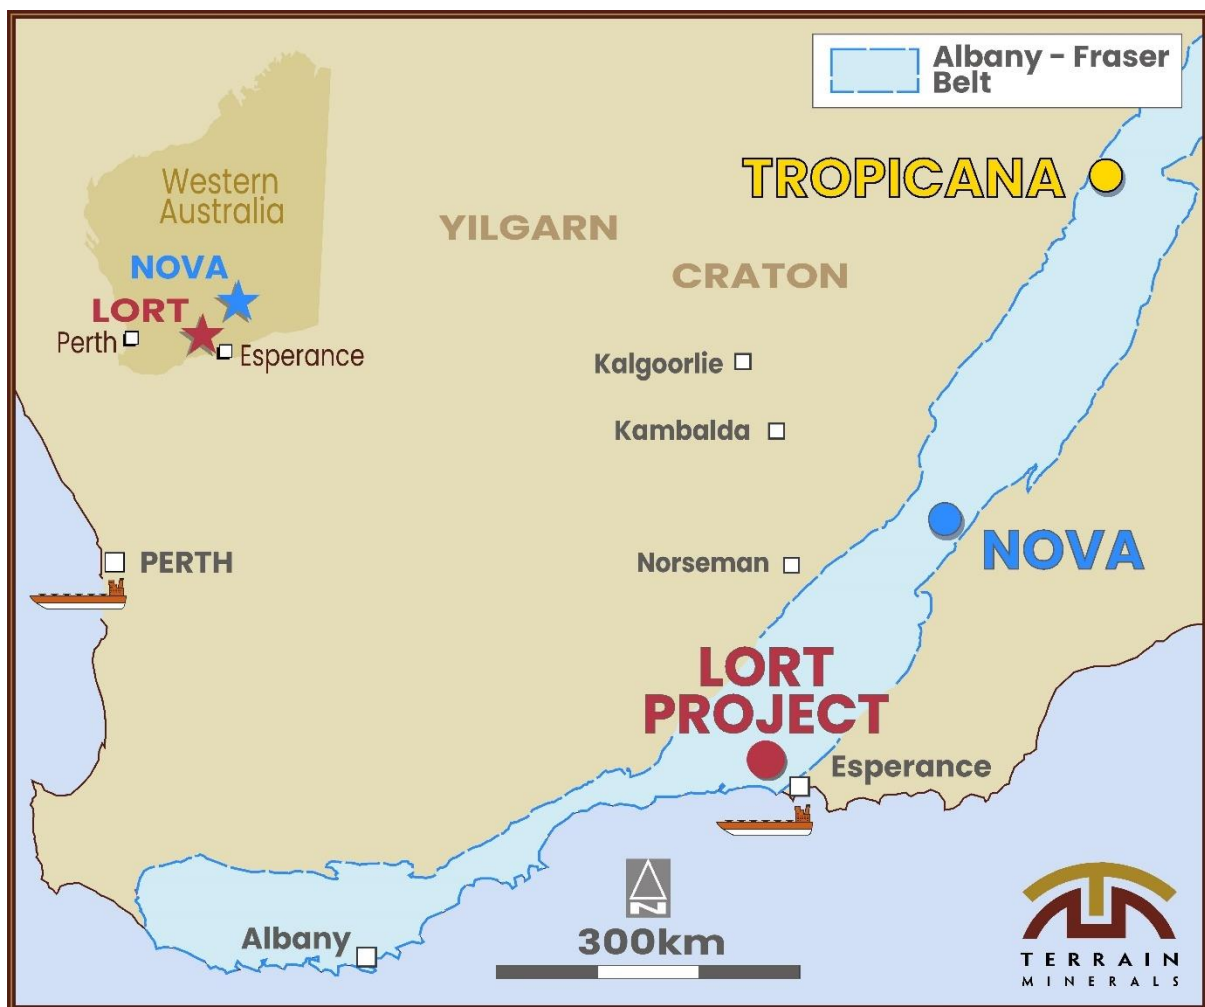 Albany – Fraser
Belt
TROPICANA
Western
Australia
YILGARN
CRATON
NOVA
LORT
Perth
Esperance
Kalgoorlie
Kambalda
NOVA
PERTH
Norseman
LORT
PROJECT
Esperance
Albany
N
300km
TERRAIN
MINERALS